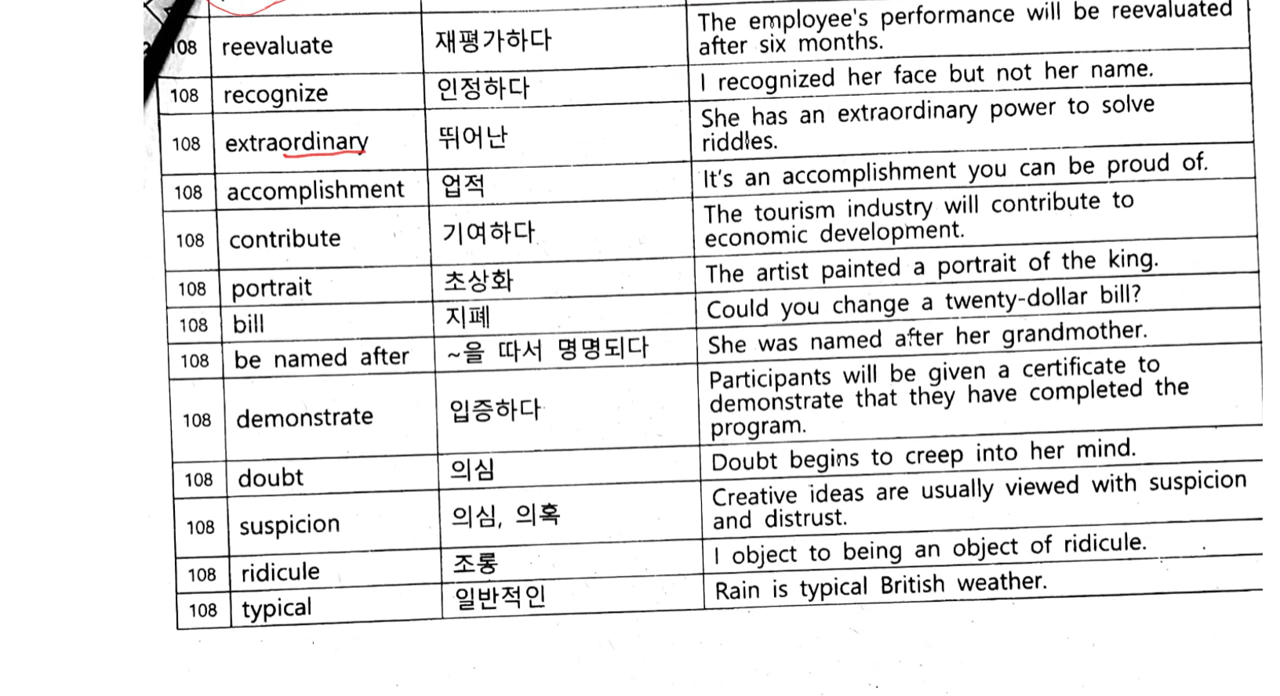 The employee's performance will be reevaluated
08 reevaluate 재평가하다 after six months.
108 recognize 인정하다 I recognized her face but not her name.
She has an extraordinary power to solve
108 extraordinary 뛰어난 riddles.
108 accomplishment 업적 It's an accomplishment you can be proud of.
The tourism industry will contribute to
108 contribute 기여하다 economic development.
108 portrait 초상화 The artist painted a portrait of the king.
108 bill 지폐 Could you change a twenty-dollar bill?
108 be named after ~을 따서 명명되다 She was named after her grandmother.
Participants will be given a certificate to
108 demonstrate 입증하다 demonstrate that they have completed the
program.
108 doubt 의심 Doubt begins to creep into her mind.
Creative ideas are usually viewed with suspicion
108 suspicion 의심, 의혹 and distrust.
108 ridicule 조롱 I object to being an object of ridicule.
108 typical 일반적인 Rain is typical British weather.